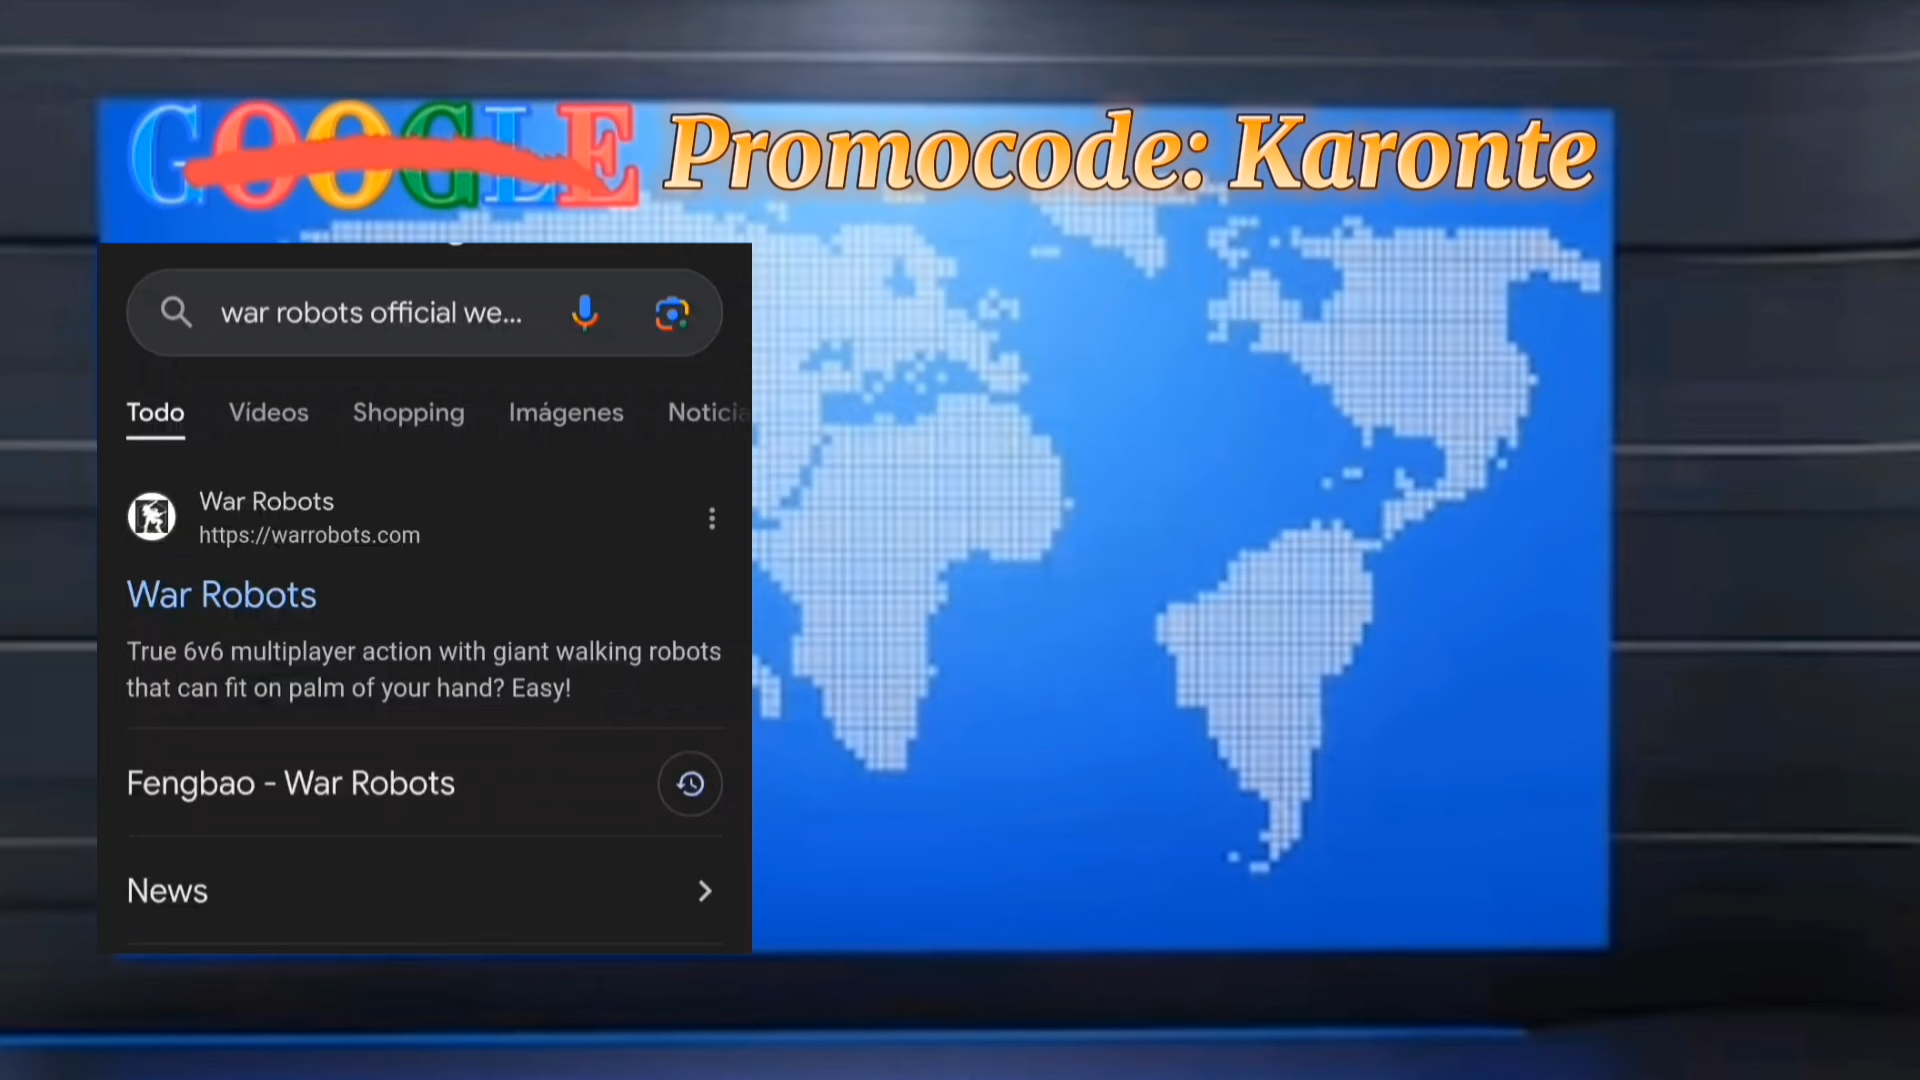 GOOGLE Promocode: Karonte
war robots official we...
Todo Vídeos Shopping Imágenes Noticia
War Robots
https://warrobots.com
War Robots
True 6v6 multiplayer action with giant walking robots
that can fit on palm of your hand? Easy!
Fengbao - War Robots
News